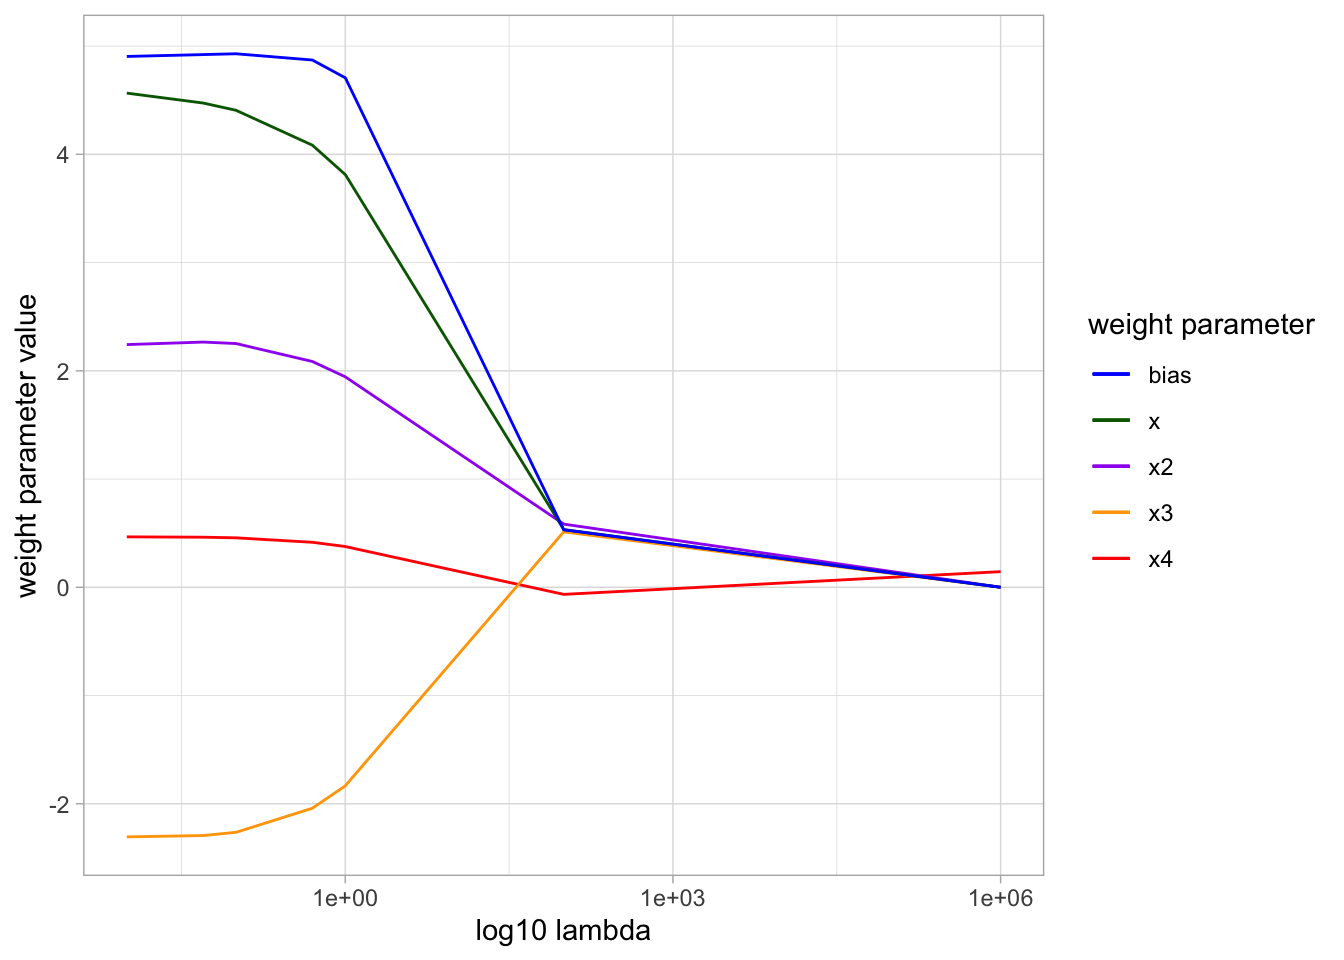 weight parameter value
4
2
0
-2
1e+00
1e+03
1e+06
log10 lambda
weight parameter
bias
x
x2
x3
x4